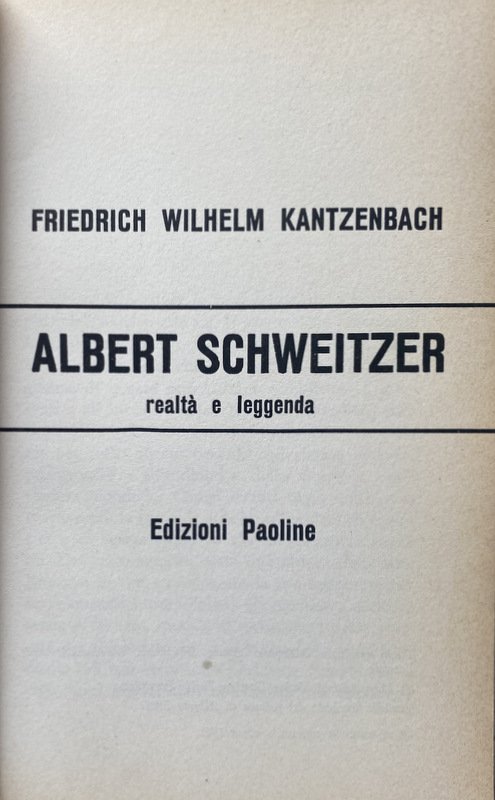 FRIEDRICH WILHELM KANTZENBACH
ALBERT SCHWEITZER
realtà e leggenda
Edizioni Paoline